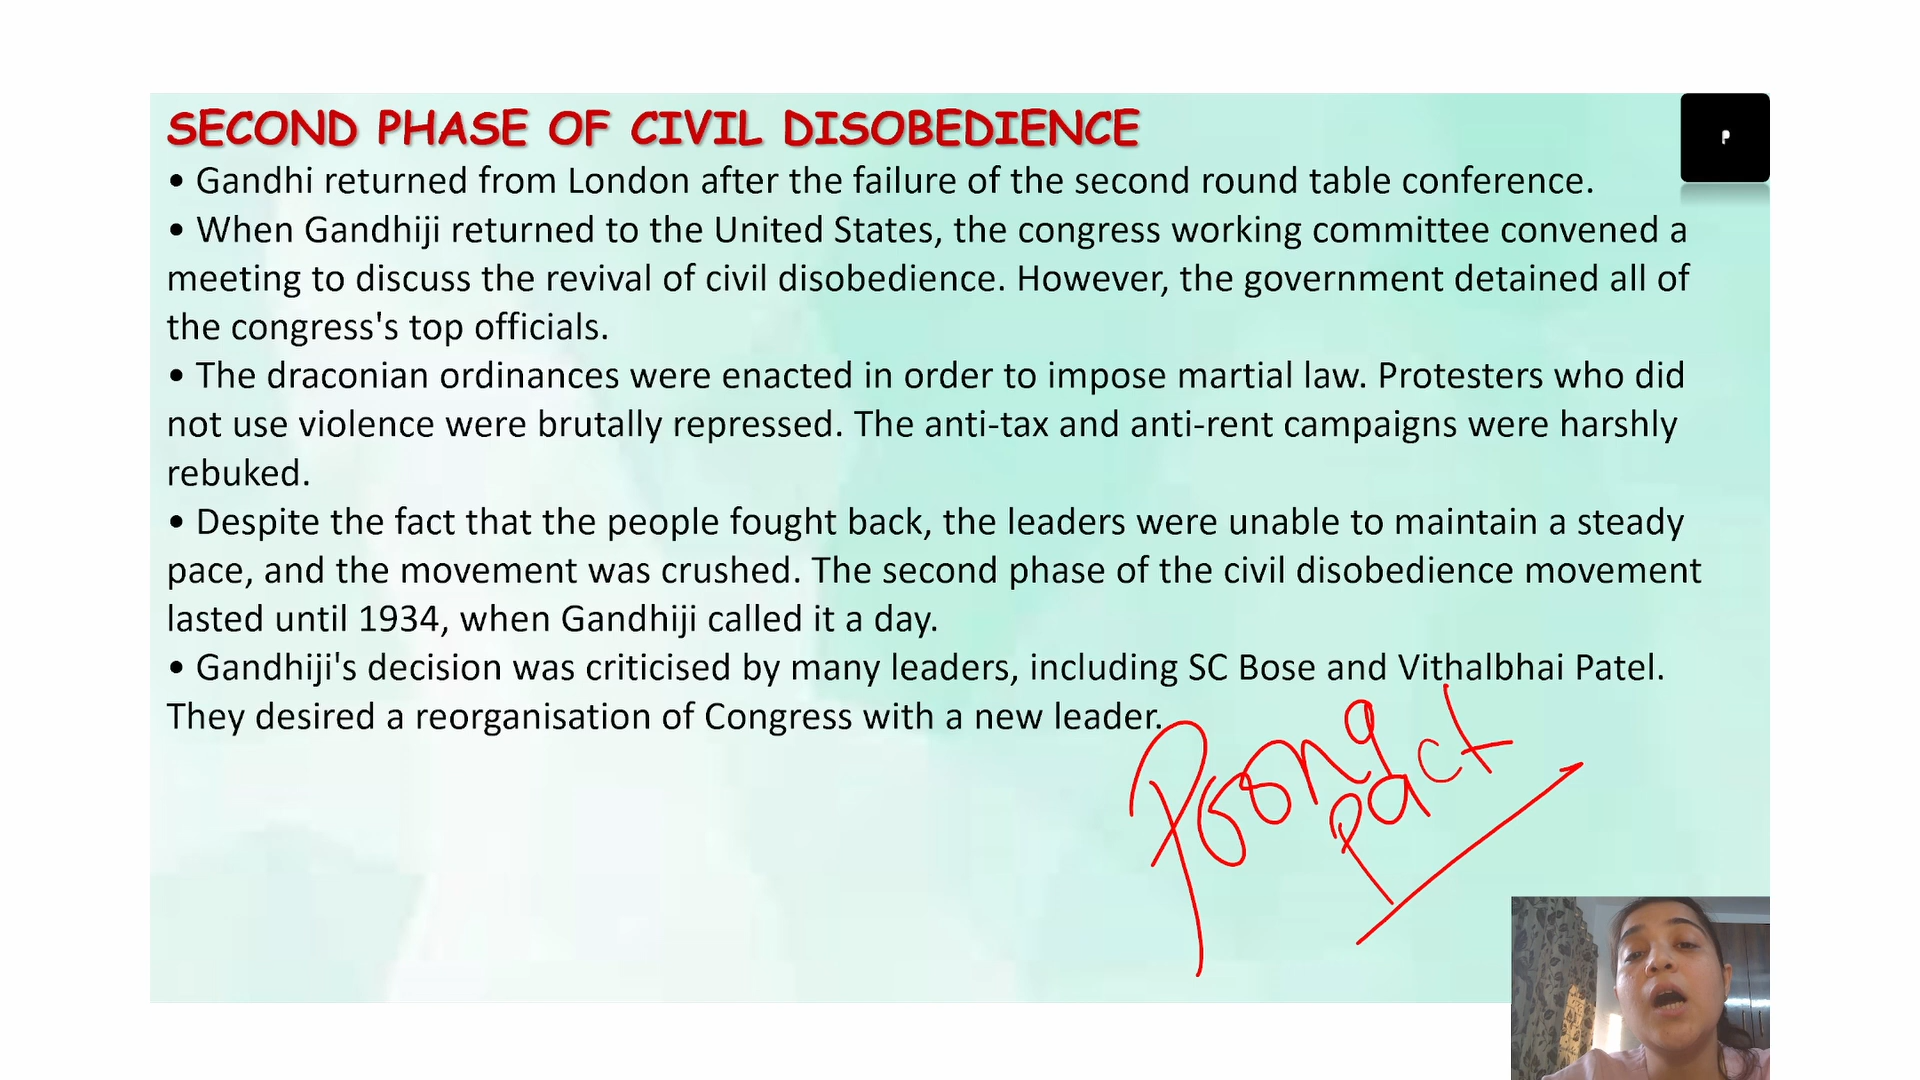 SECOND PHASE OF CIVIL DISOBEDIENCE
• Gandhi returned from London after the failure of the second round table conference.
• When Gandhiji returned to the United States, the congress working committee convened a
meeting to discuss the revival of civil disobedience. However, the government detained all of
the congress's top officials.
• The draconian ordinances were enacted in order to impose martial law. Protesters who did
not use violence were brutally repressed. The anti-tax and anti-rent campaigns were harshly
rebuked.
• Despite the fact that the people fought back, the leaders were unable to maintain a steady
pace, and the movement was crushed. The second phase of the civil disobedience movement
lasted until 1934, when Gandhiji called it a day.
• Gandhiji's decision was criticised by many leaders, including SC Bose and Vithalbhai Patel.
They desired a reorganisation of Congress with a new leader.
Poona
pact
P